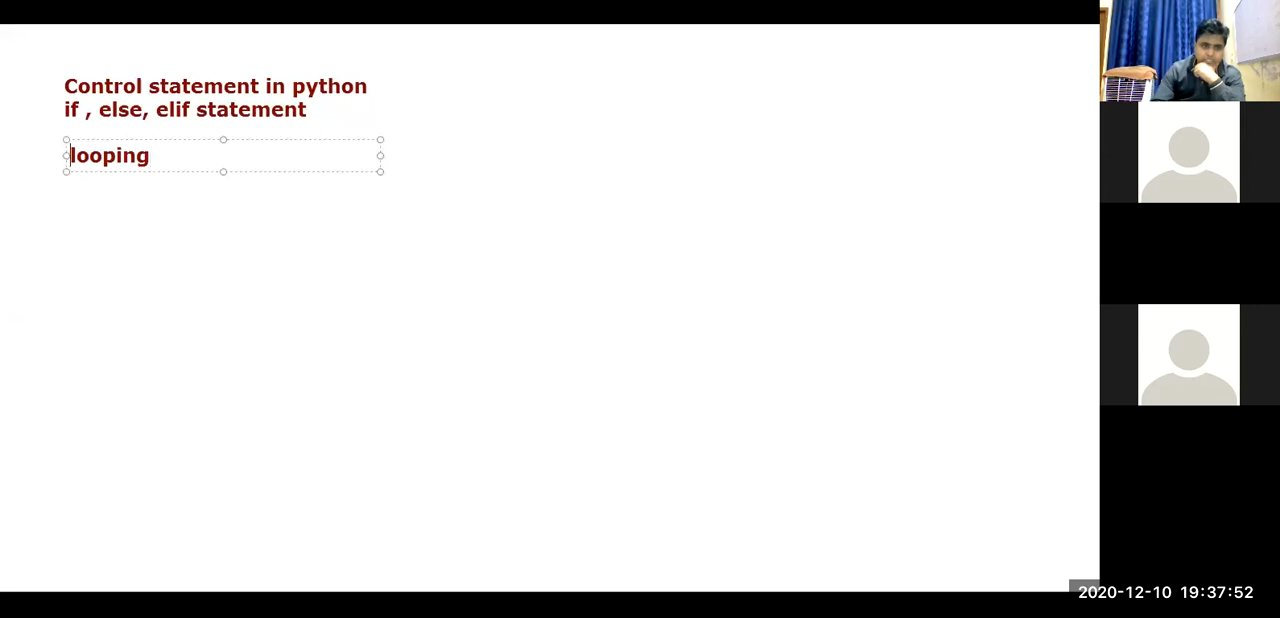 Control statement in python
if , else, elif statement
looping
2020-12-10 19:37:52